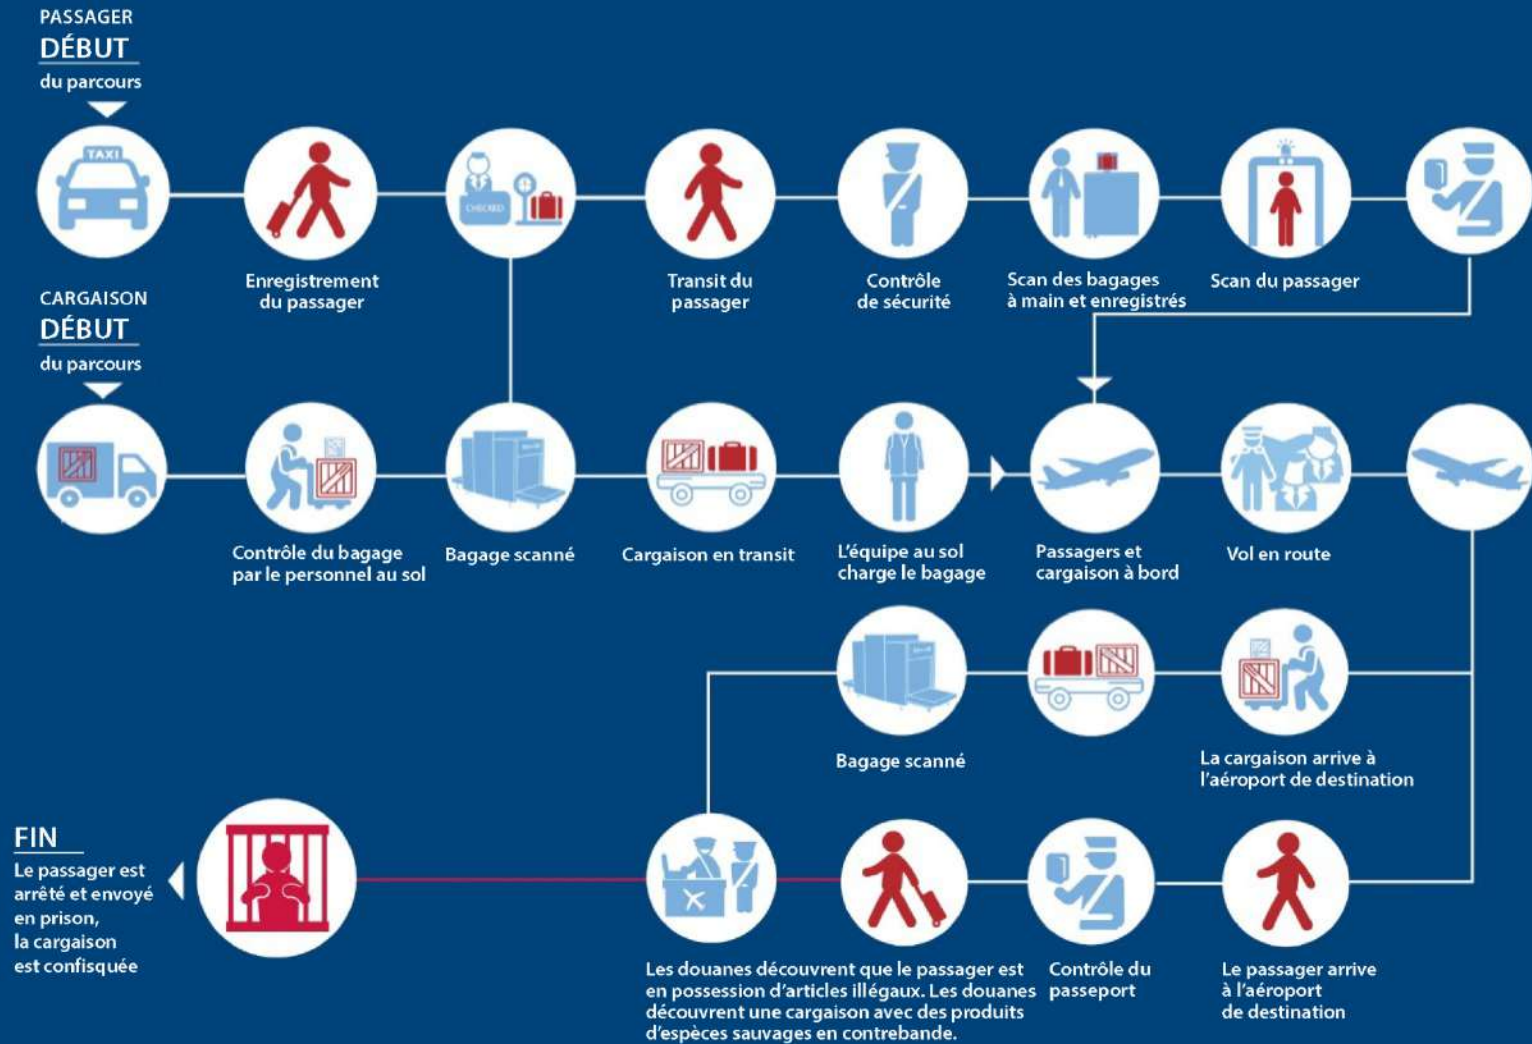 PASSAGER
DÉBUT
du parcours
TAXI
CHECKED
Enregistrement
du passager
Transit du
passager
Contrôle
de sécurité
Scan des bagages
à main et enregistrés
Scan du passager
CARGAISON
DÉBUT
du parcours
Contrôle du bagage
par le personnel au sol
Bagage scanné
Cargaison en transit
L'équipe au sol
charge le bagage
Passagers et
cargaison à bord
Vol en route
Bagage scanné
La cargaison arrive à
l'aéroport de destination
FIN
Le passager est
arrêté et envoyé
en prison,
la cargaison
est confisquée
Les douanes découvrent que le passager est
en possession d'articles illégaux. Les douanes
découvrent une cargaison avec des produits
d'espèces sauvages en contrebande.
Contrôle du
passeport
Le passager arrive
à l'aéroport
de destination